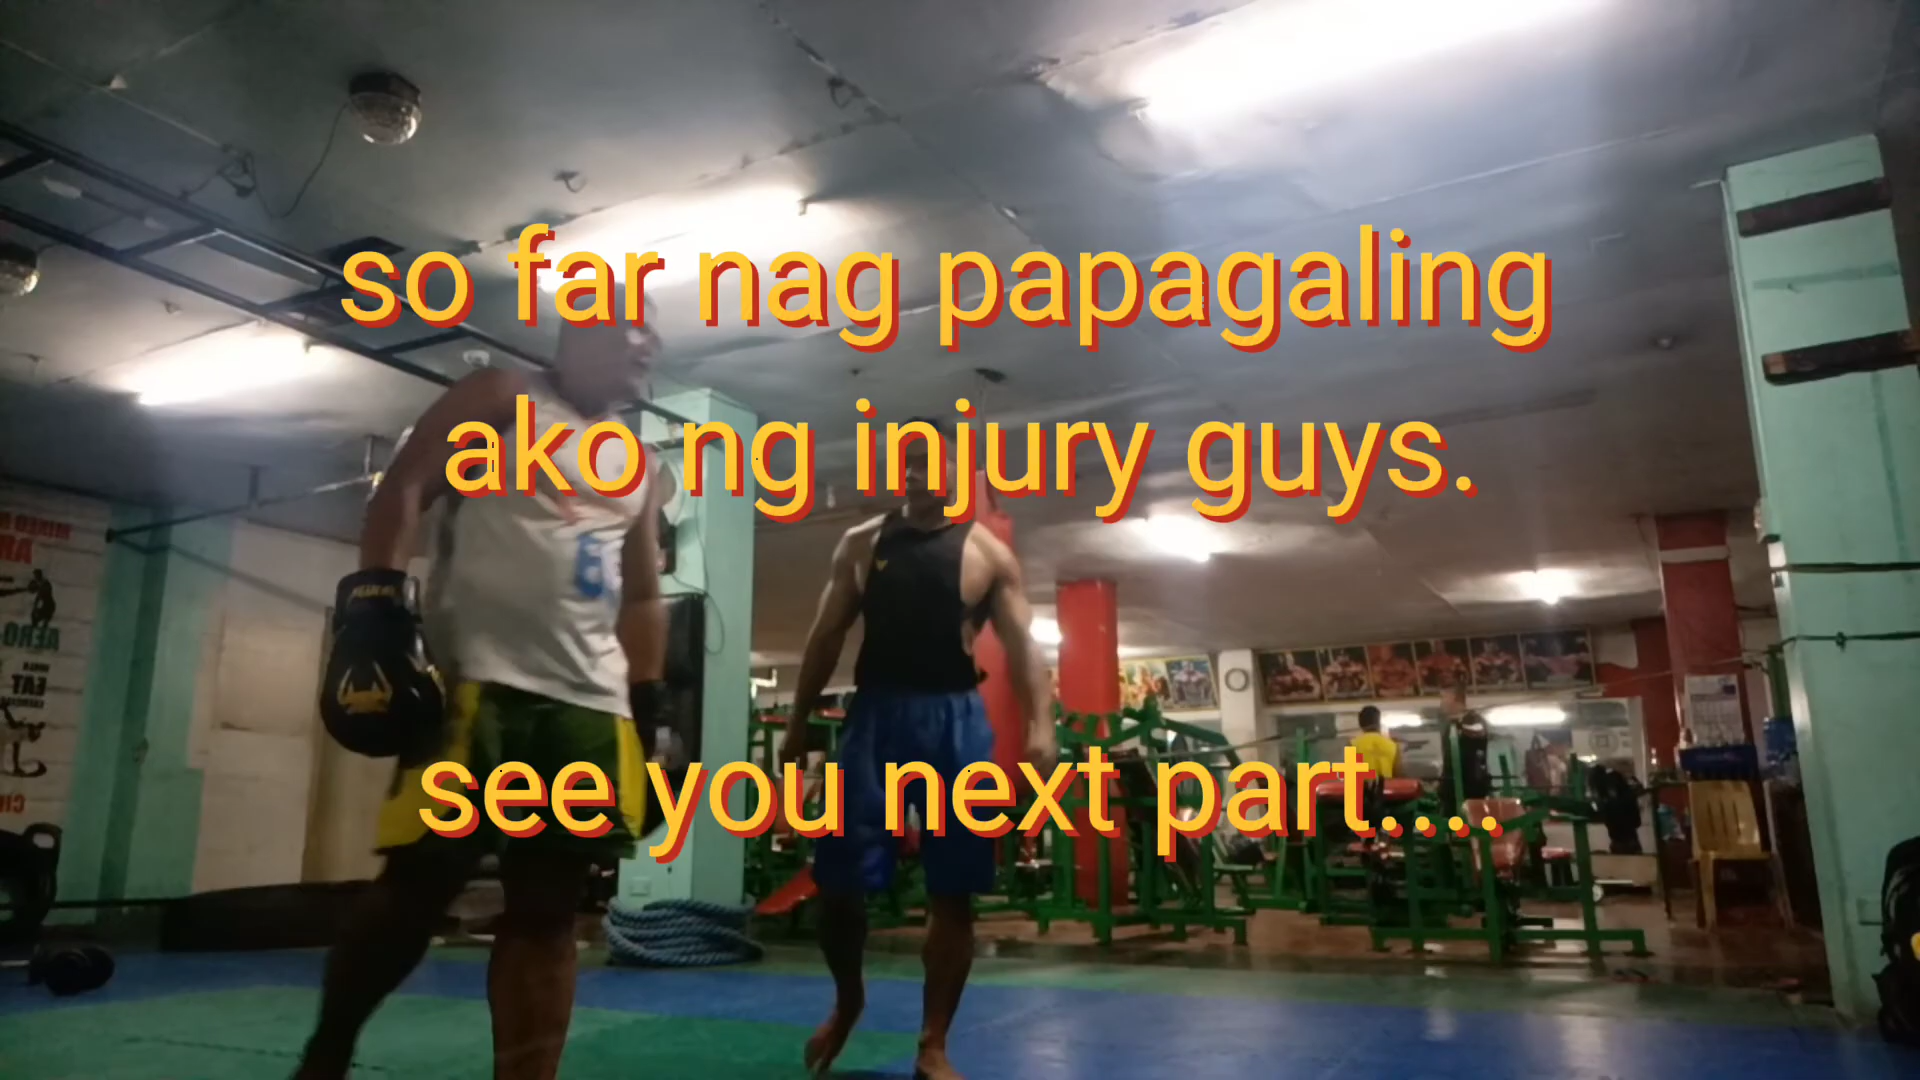 so far nag papagaling
ako ng injury guys.
see you next part....